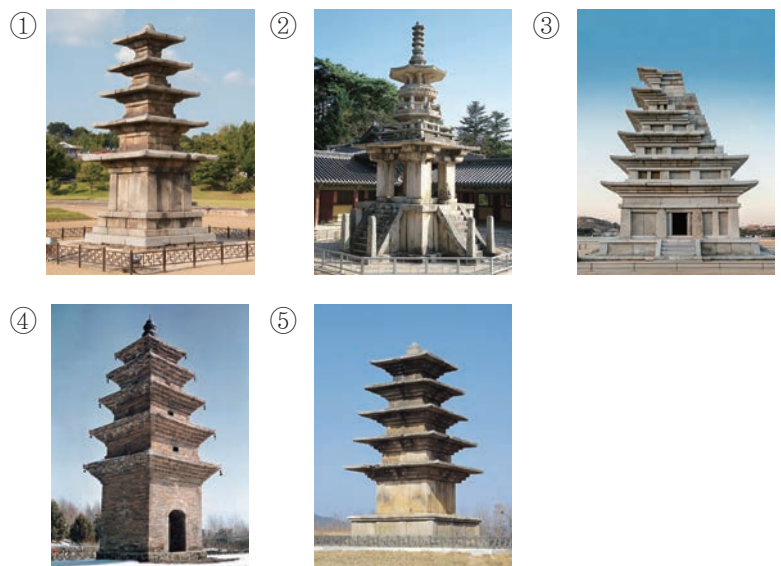 ① ② ③
④ ⑤